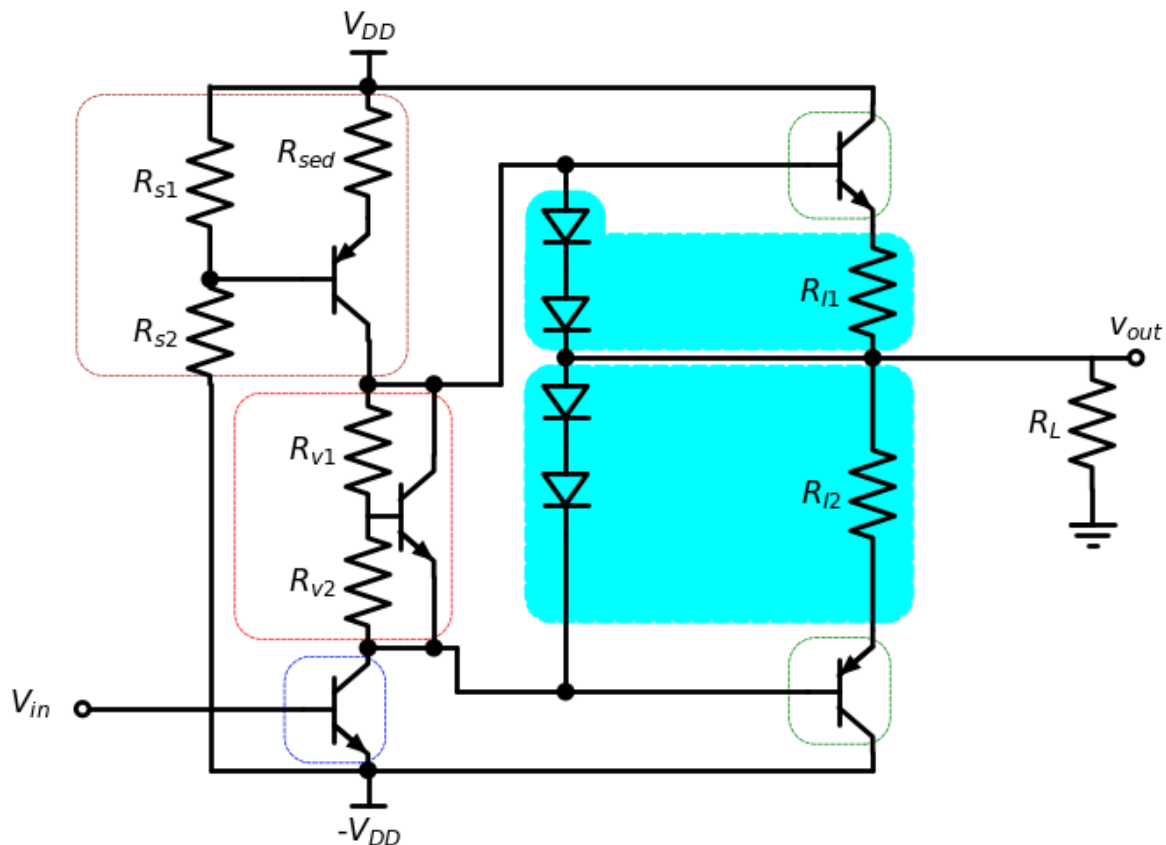 V_DD
R_sed
R_s1
R_s2
R_l1
v_out
R_v1
R_L
R_l2
R_v2
V_in
-V_DD